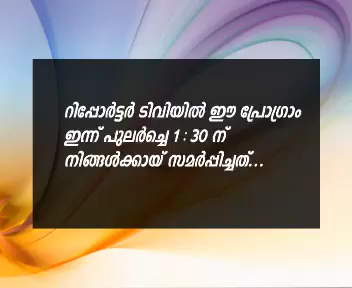 റിപ്പോർട്ടർ ടിവിയിൽ ഈ പ്രോഗ്രാം
ഇന്ന് പുലർച്ചെ 1 : 30 ന്
നിങ്ങൾക്കായ് സമർപ്പിച്ചത്...